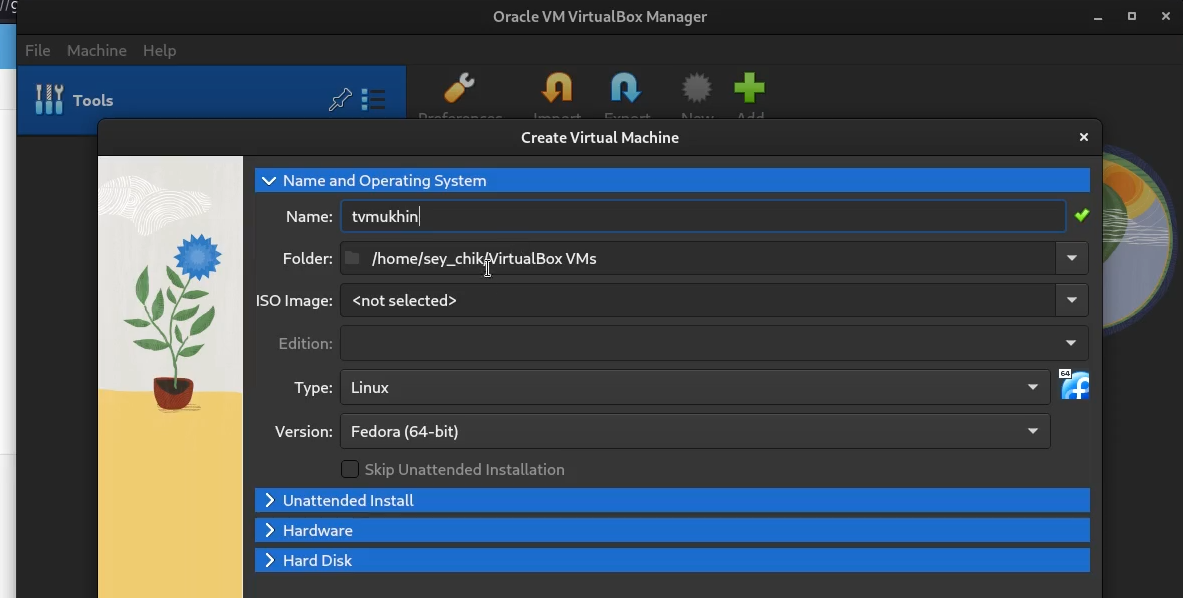 //g
Oracle VM VirtualBox Manager
File Machine Help
Tools
Preferences Import Export New Add
Create Virtual Machine
Name and Operating System
Name: tvmukhin
Folder: /home/sey_chik/VirtualBox VMs
ISO Image: <not selected>
Edition:
64
Type: Linux
Version: Fedora (64-bit)
Skip Unattended Installation
Unattended Install
Hardware
Hard Disk